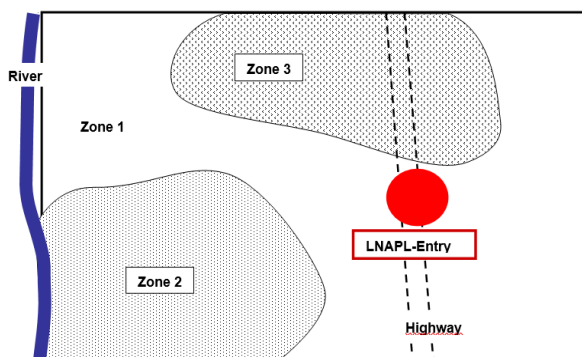 River
Zone 3
Zone 1
LNAPL-Entry
Zone 2
Highway